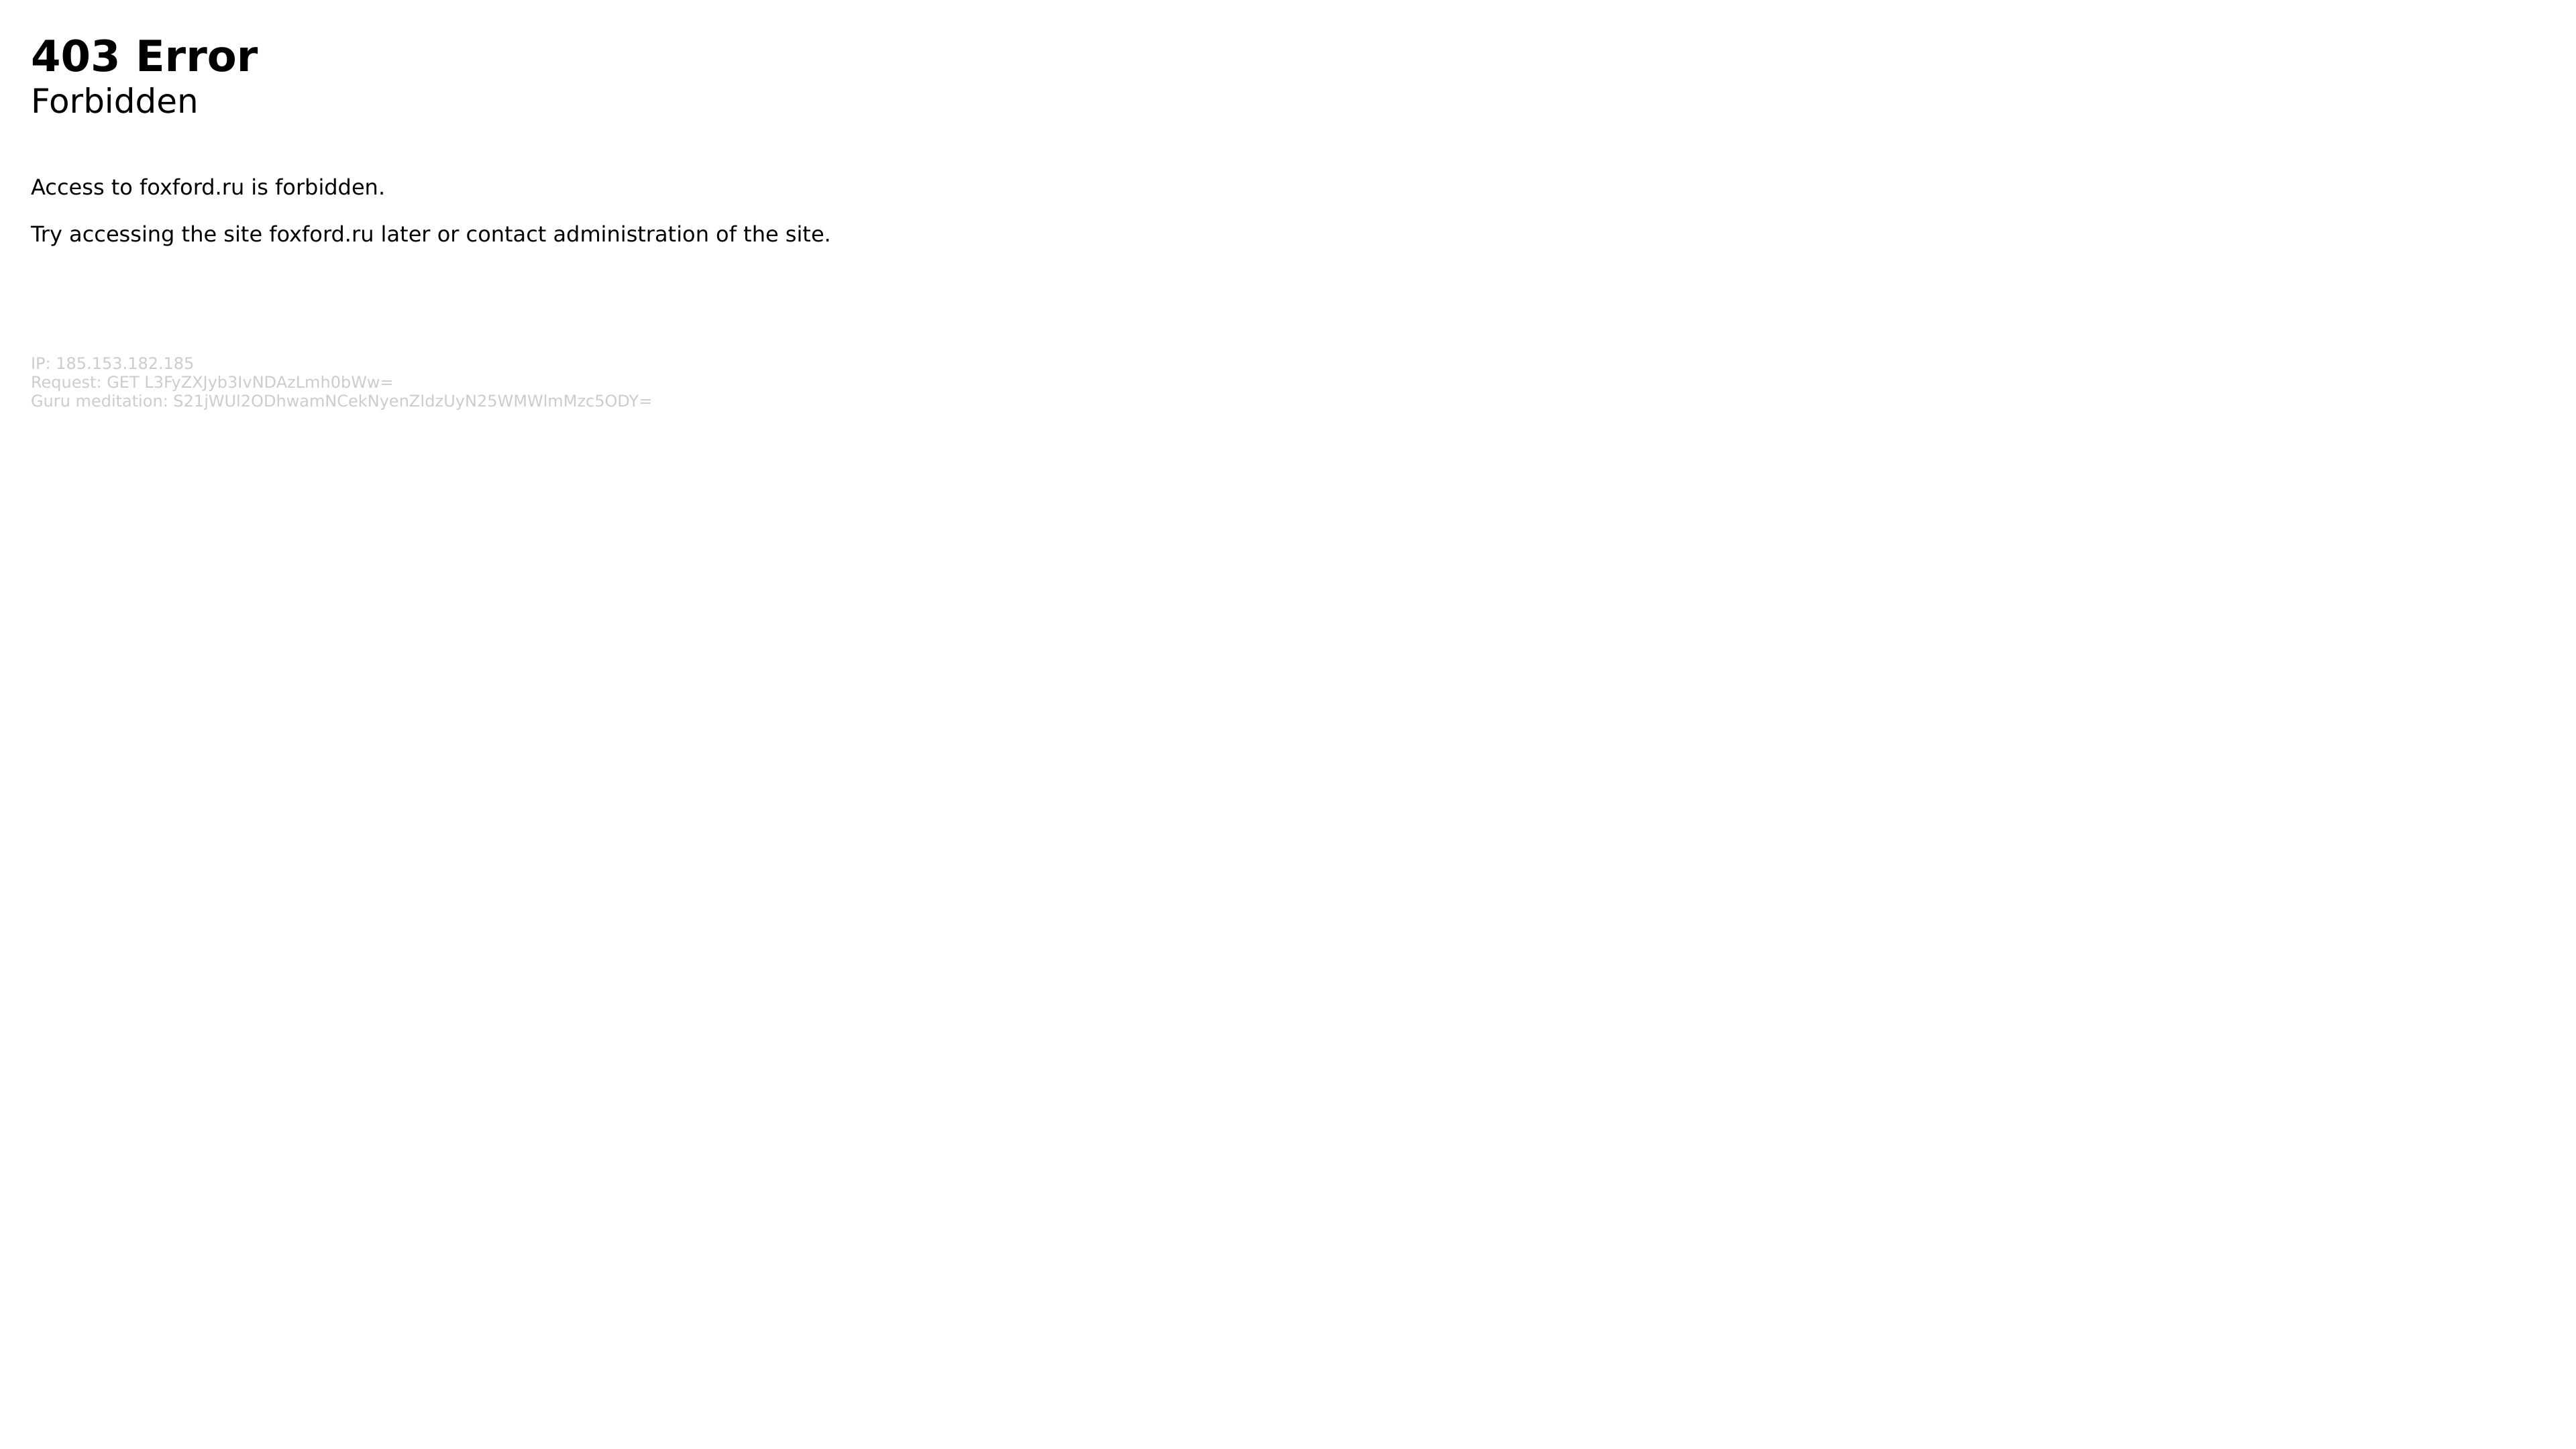 403 Error
Forbidden
Access to foxford.ru is forbidden.
Try accessing the site foxford.ru later or contact administration of the site.
IP: 185.153.182.185
Request: GET L3FyZXJyb3IvNDAzLmh0bWw=
Guru meditation: S21jWUl2ODhwamNCekNyenZIdzUyN25WMWlmMzc5ODY=